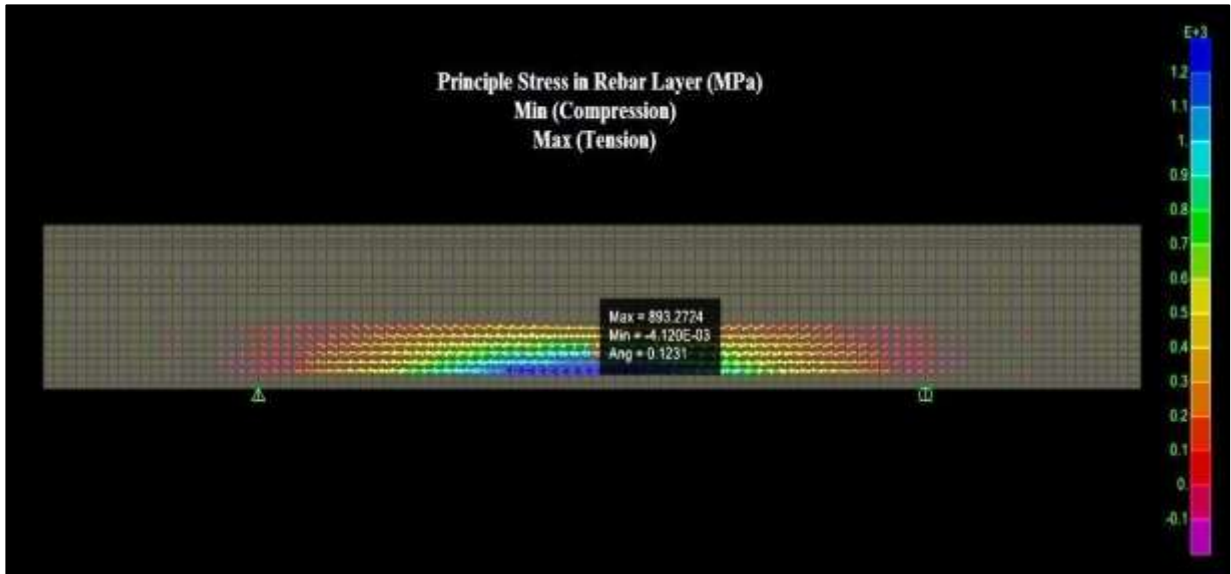 Principle Stress in Rebar Layer (MPa)
Min (Compression)
Max (Tension)
E+3
1.2
1.1
1.
0.9
0.8
0.7
0.6
0.5
0.4
0.3
0.2
0.1
0.
-0.1
Max = 893.2724
Min = -4.120E-03
Ang = 0.1231